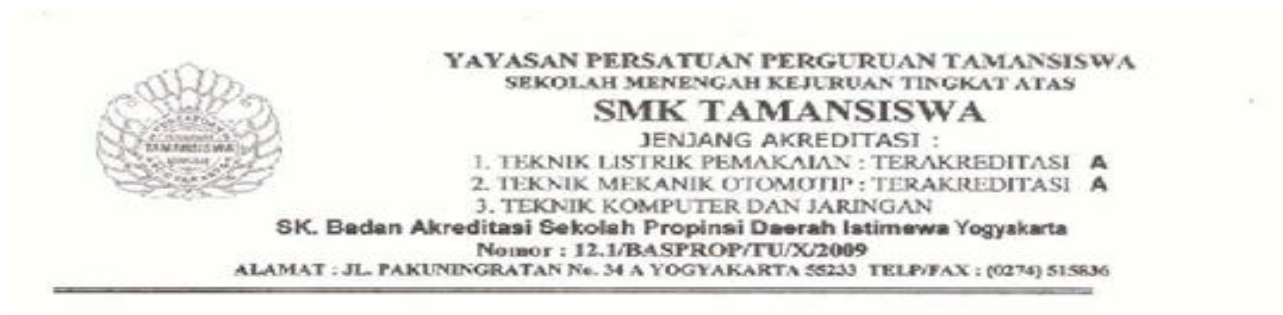 YAYASAN PERSATUAN PERGURUAN TAMANSISWA
SEKOLAH MENENGAH KEJURUAN TINGKAT ATAS
SMK TAMANSISWA
JENJANG AKREDITASI :
1. TEKNIK LISTRIK PEMAKAIAN : TERAKREDITASI A
2. TEKNIK MEKANIK OTOMOTIP : TERAKREDITASI A
3. TEKNIK KOMPUTER DAN JARINGAN
SK. Badan Akreditasi Sekolah Propinsi Daerah Istimewa Yogyakarta
Nomor : 12.1/BASPROP/TU/X/2009
ALAMAT : JL. PAKUNINGRATAN No. 34 A YOGYAKARTA 55233 TELP/FAX : (0274) 515836
TAMANSISWA